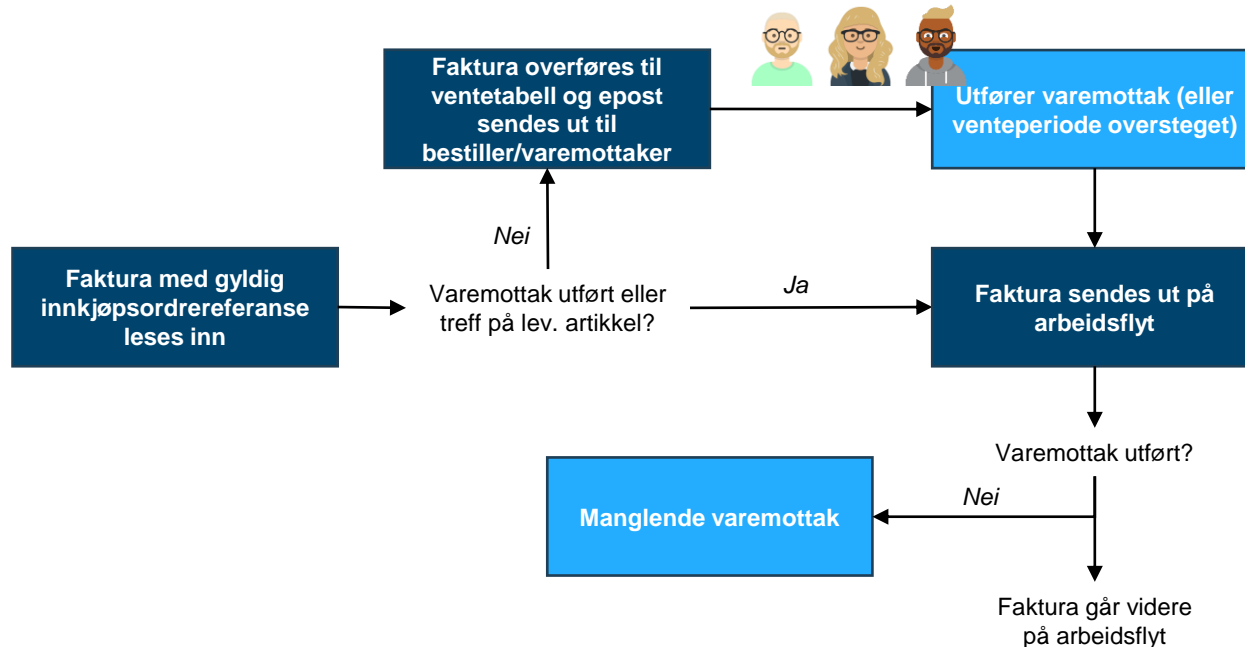 Faktura overføres til
ventetabell og epost
sendes ut til
bestiller/varemottaker
Utfører varemottak (eller
venteperiode oversteget)
Nei
Faktura med gyldig
innkjøpsordrereferanse
leses inn
Varemottak utført eller
treff på lev. artikkel?
Ja
Faktura sendes ut på
arbeidsflyt
Varemottak utført?
Nei
Manglende varemottak
Faktura går videre
på arbeidsflyt